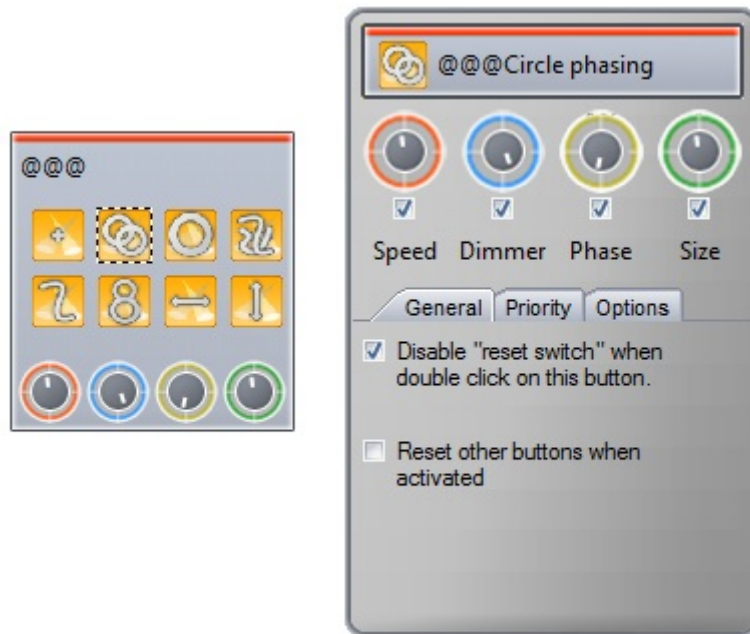 @@@
@@@Circle phasing
Speed Dimmer Phase Size
General Priority Options
Disable "reset switch" when
double click on this button.
Reset other buttons when
activated